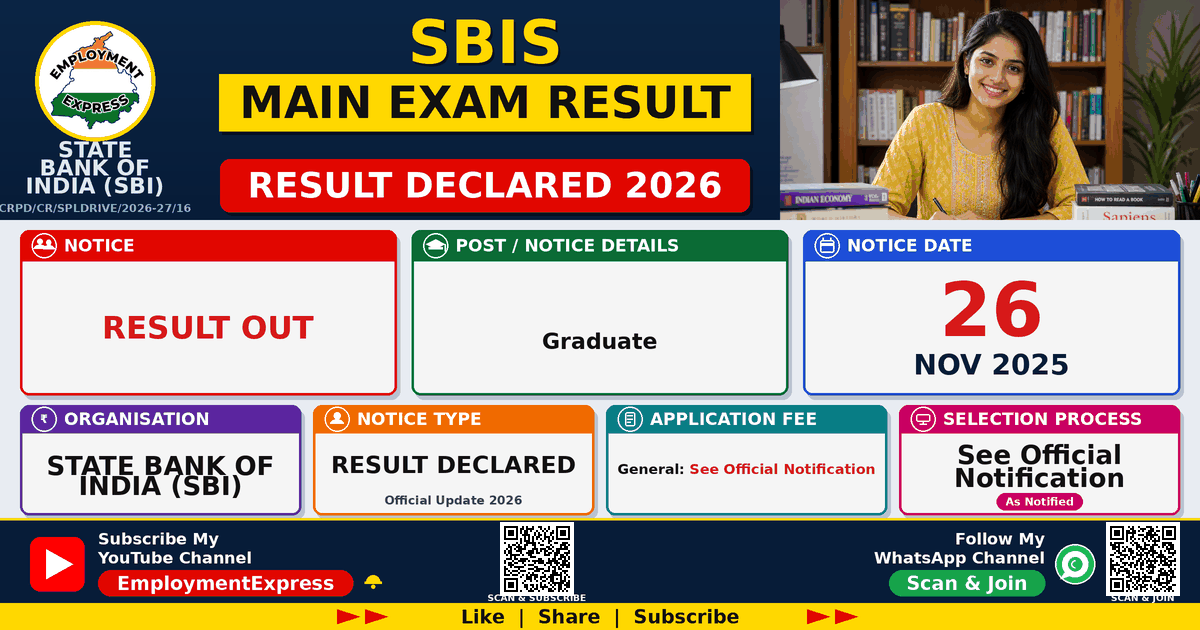 EMPLOYMENT
EXPRESS
STATE
BANK OF
INDIA (SBI)
CRPD/CR/SPLDRIVE/2026-27/16
SBIS
MAIN EXAM RESULT
RESULT DECLARED 2026
INDIAN ECONOMY
HOW TO READ A BOOK
Sapiens
NOTICE
RESULT OUT
POST / NOTICE DETAILS
Graduate
NOTICE DATE
26
NOV 2025
₹ ORGANISATION
STATE BANK OF
INDIA (SBI)
NOTICE TYPE
RESULT DECLARED
Official Update 2026
APPLICATION FEE
General: See Official Notification
SELECTION PROCESS
See Official
Notification
As Notified
Subscribe My
YouTube Channel
EmploymentExpress
SCAN & SUBSCRIBE
Follow My
WhatsApp Channel
Scan & Join
SCAN & JOIN
Like | Share | Subscribe